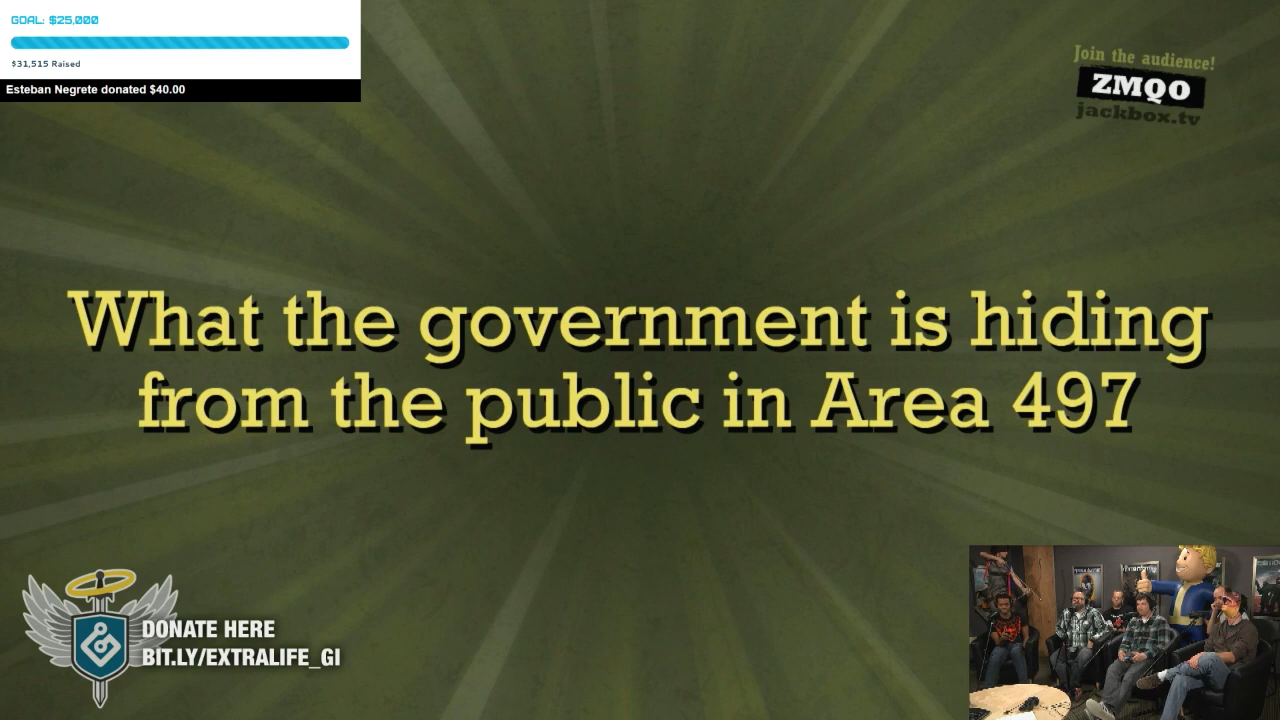 GOAL: $25,000
$31,515 Raised
Esteban Negrete donated $40.00
Join the audience!
ZMQO
jackbox.tv
What the government is hiding
from the public in Area 497
DONATE HERE
BIT.LY/EXTRALIFE_GI